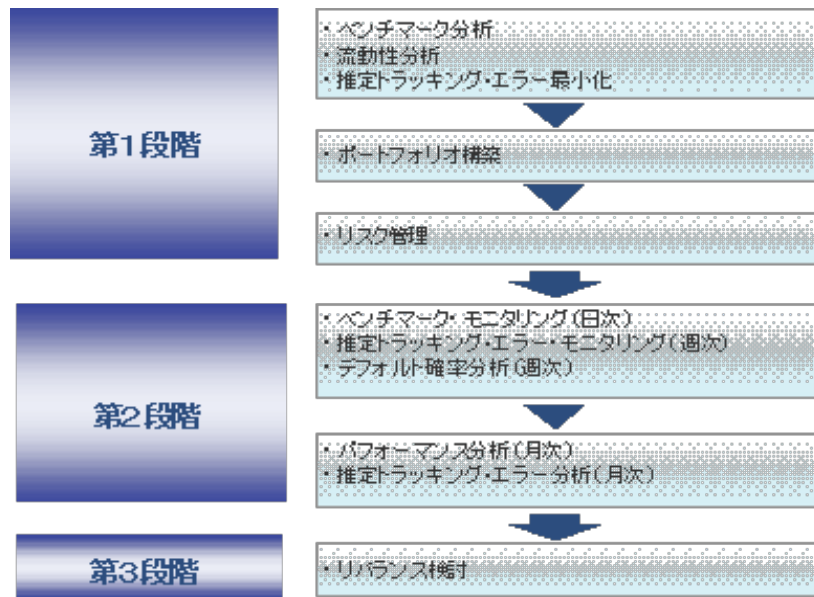 第1段階
・ベンチマーク分析
・流動性分析
・推定トラッキング・エラー最小化
・ポートフォリオ構築
・リスク管理
第2段階
・ベンチマーク・モニタリング(日次)
・推定トラッキング・エラー・モニタリング(週次)
・デフォルト確率分析(週次)
・パフォーマンス分析(月次)
・推定トラッキング・エラー分析(月次)
第3段階
・リバランス検討